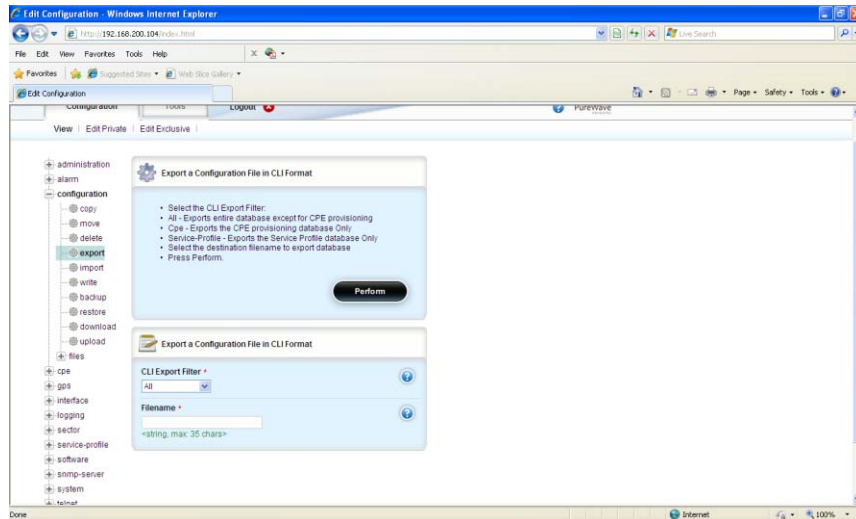 Edit Configuration - Windows Internet Explorer
http://192.168.200.104/index.html
Live Search
File Edit View Favorites Tools Help
Favorites Suggested Sites Web Slice Gallery
Edit Configuration
Page Safety Tools
Configuration Tools Logout PureWave
View | Edit Private | Edit Exclusive |
administration
alarm
configuration
copy
move
delete
export
import
write
backup
restore
download
upload
files
cpe
gps
interface
logging
sector
service-profile
software
snmp-server
system
telnet
Export a Configuration File in CLI Format
• Select the CLI Export Filter:
• All - Exports entire database except for CPE provisioning
• Cpe - Exports the CPE provisioning database Only
• Service-Profile - Exports the Service Profile database Only
• Select the destination filename to export database
• Press Perform.
Perform
Export a Configuration File in CLI Format
CLI Export Filter *
All
Filename *
<string, max: 35 chars>
Done
Internet
100%